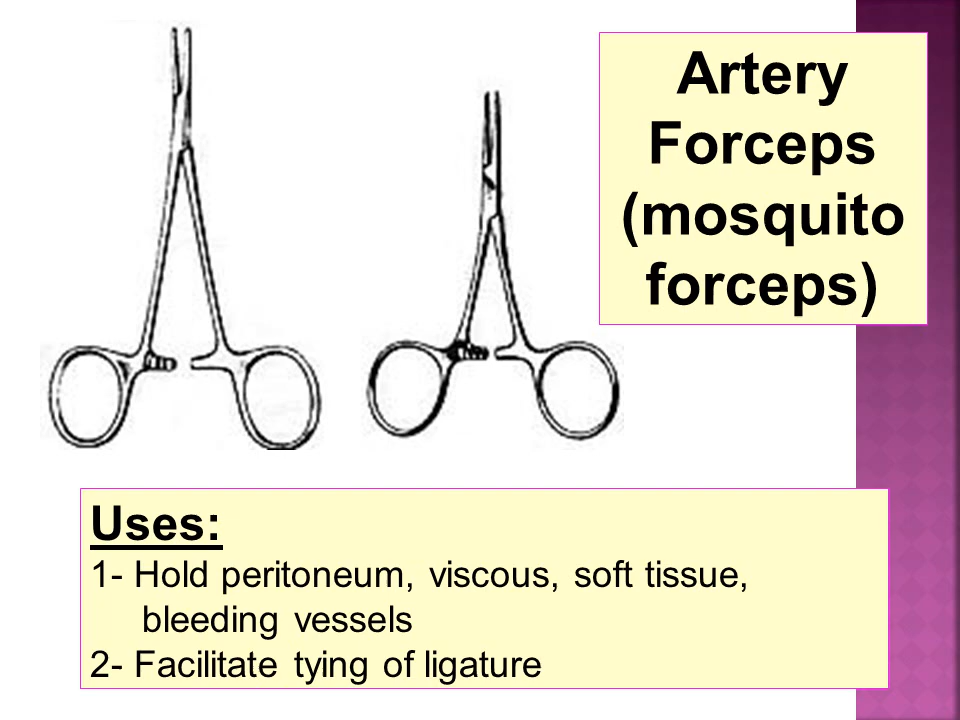 Artery
Forceps
(mosquito
forceps)
Uses:
1- Hold peritoneum, viscous, soft tissue,
bleeding vessels
2- Facilitate tying of ligature